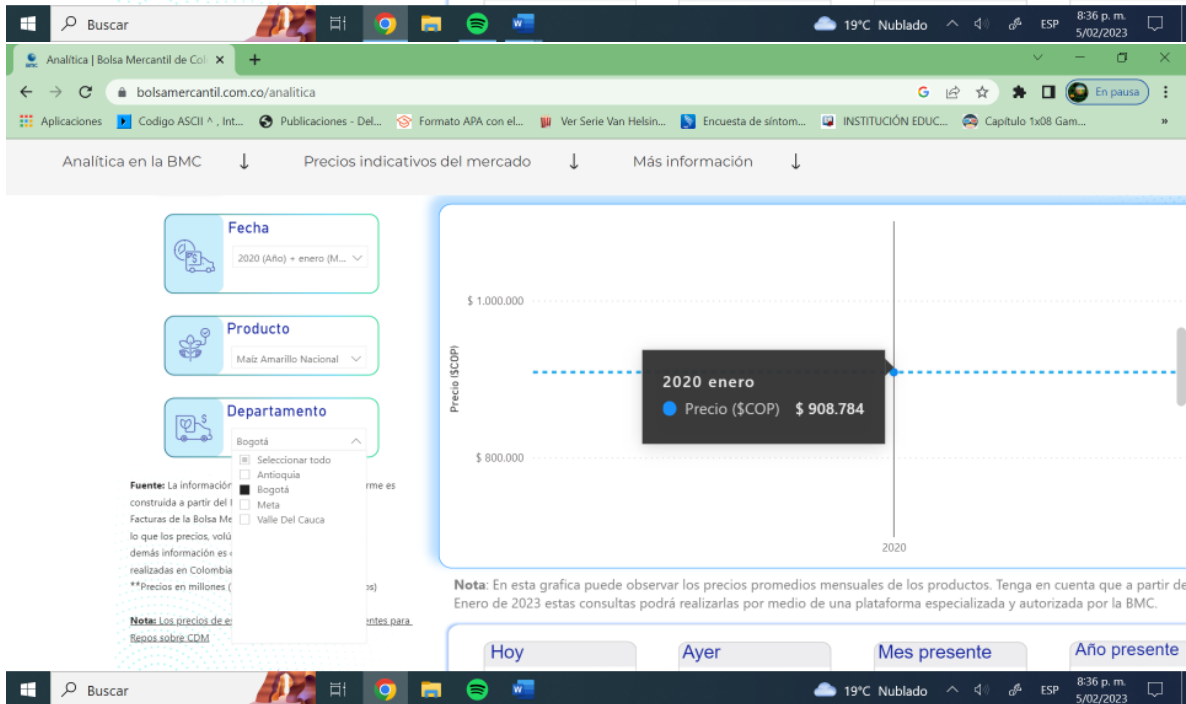 Buscar
19°C Nublado
ESP
8:36 p. m.
5/02/2023
Analítica | Bolsa Mercantil de Col
bolsamercantil.com.co/analitica
En pausa
Aplicaciones
Codigo ASCII ^ , Int...
Publicaciones - Del...
Formato APA con el...
Ver Serie Van Helsin...
Encuesta de síntom...
INSTITUCIÓN EDUC...
Capítulo 1x08 Gam...
»
Analítica en la BMC ↓ Precios indicativos del mercado ↓ Más información ↓
Fecha
2020 (Año) + enero (M...
Producto
Maíz Amarillo Nacional
Departamento
Bogotá
Seleccionar todo
Antioquia
Bogotá
Meta
Valle Del Cauca
Fuente: La información rme es
construida a partir del
Facturas de la Bolsa Me
lo que los precios, volú
demás información es
realizadas en Colombia
**Precios en millones ( os)
Nota: Los precios de es entes para
Repos sobre CDM
Precio ($COP)
$ 1.000.000
$ 800.000
2020 enero
Precio ($COP) $ 908.784
2020
Nota: En esta grafica puede observar los precios promedios mensuales de los productos. Tenga en cuenta que a partir de
Enero de 2023 estas consultas podrá realizarlas por medio de una plataforma especializada y autorizada por la BMC.
Hoy
Ayer
Mes presente
Año presente
Buscar
19°C Nublado
ESP
8:36 p. m.
5/02/2023